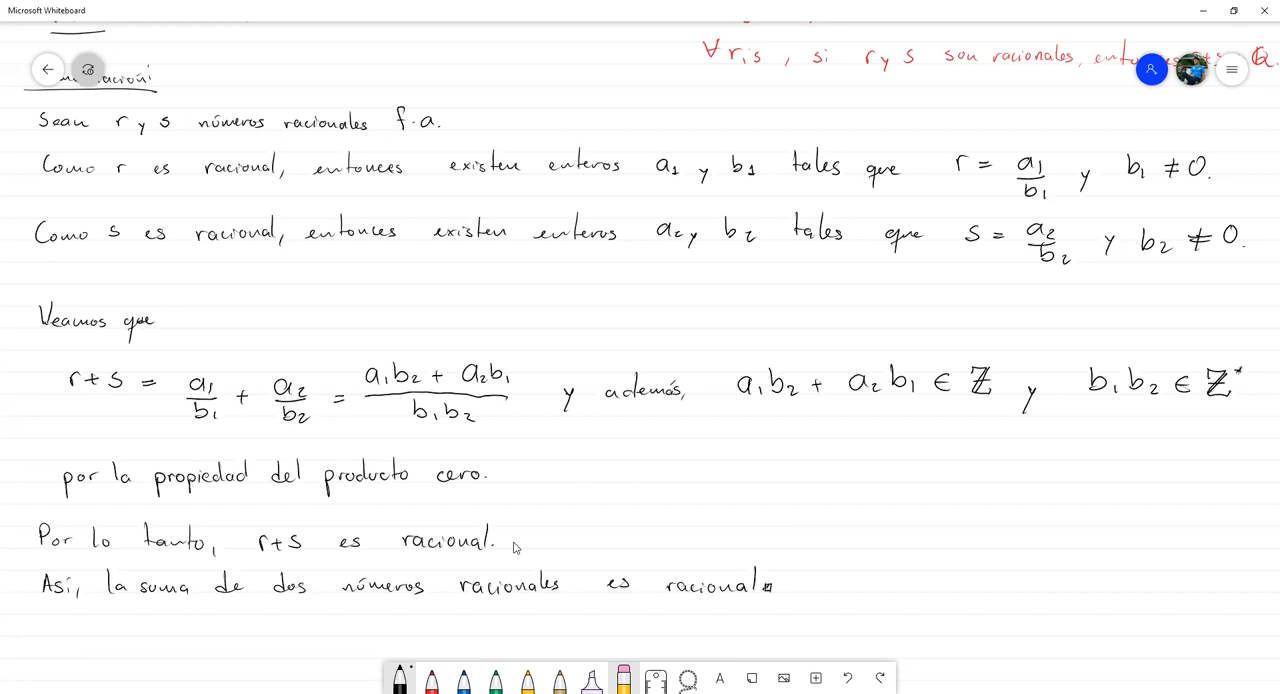 Microsoft Whiteboard
∀ r,s, si r y s son racionales,
Sean r y s números racionales f.a.
Como r es racional, entonces existen enteros a₁ y b₁ tales que r = a₁/b₁ y b₁ ≠ 0.
Como s es racional, entonces existen enteros a₂ y b₂ tales que s = a₂/b₂ y b₂ ≠ 0.
Veamos que
r+s = a₁/b₁ + a₂/b₂ = (a₁b₂ + a₂b₁)/(b₁b₂) y además, a₁b₂ + a₂b₁ ∈ ℤ y b₁b₂ ∈ ℤ*
por la propiedad del producto cero.
Por lo tanto, r+s es racional.
Así, la suma de dos números racionales es racional